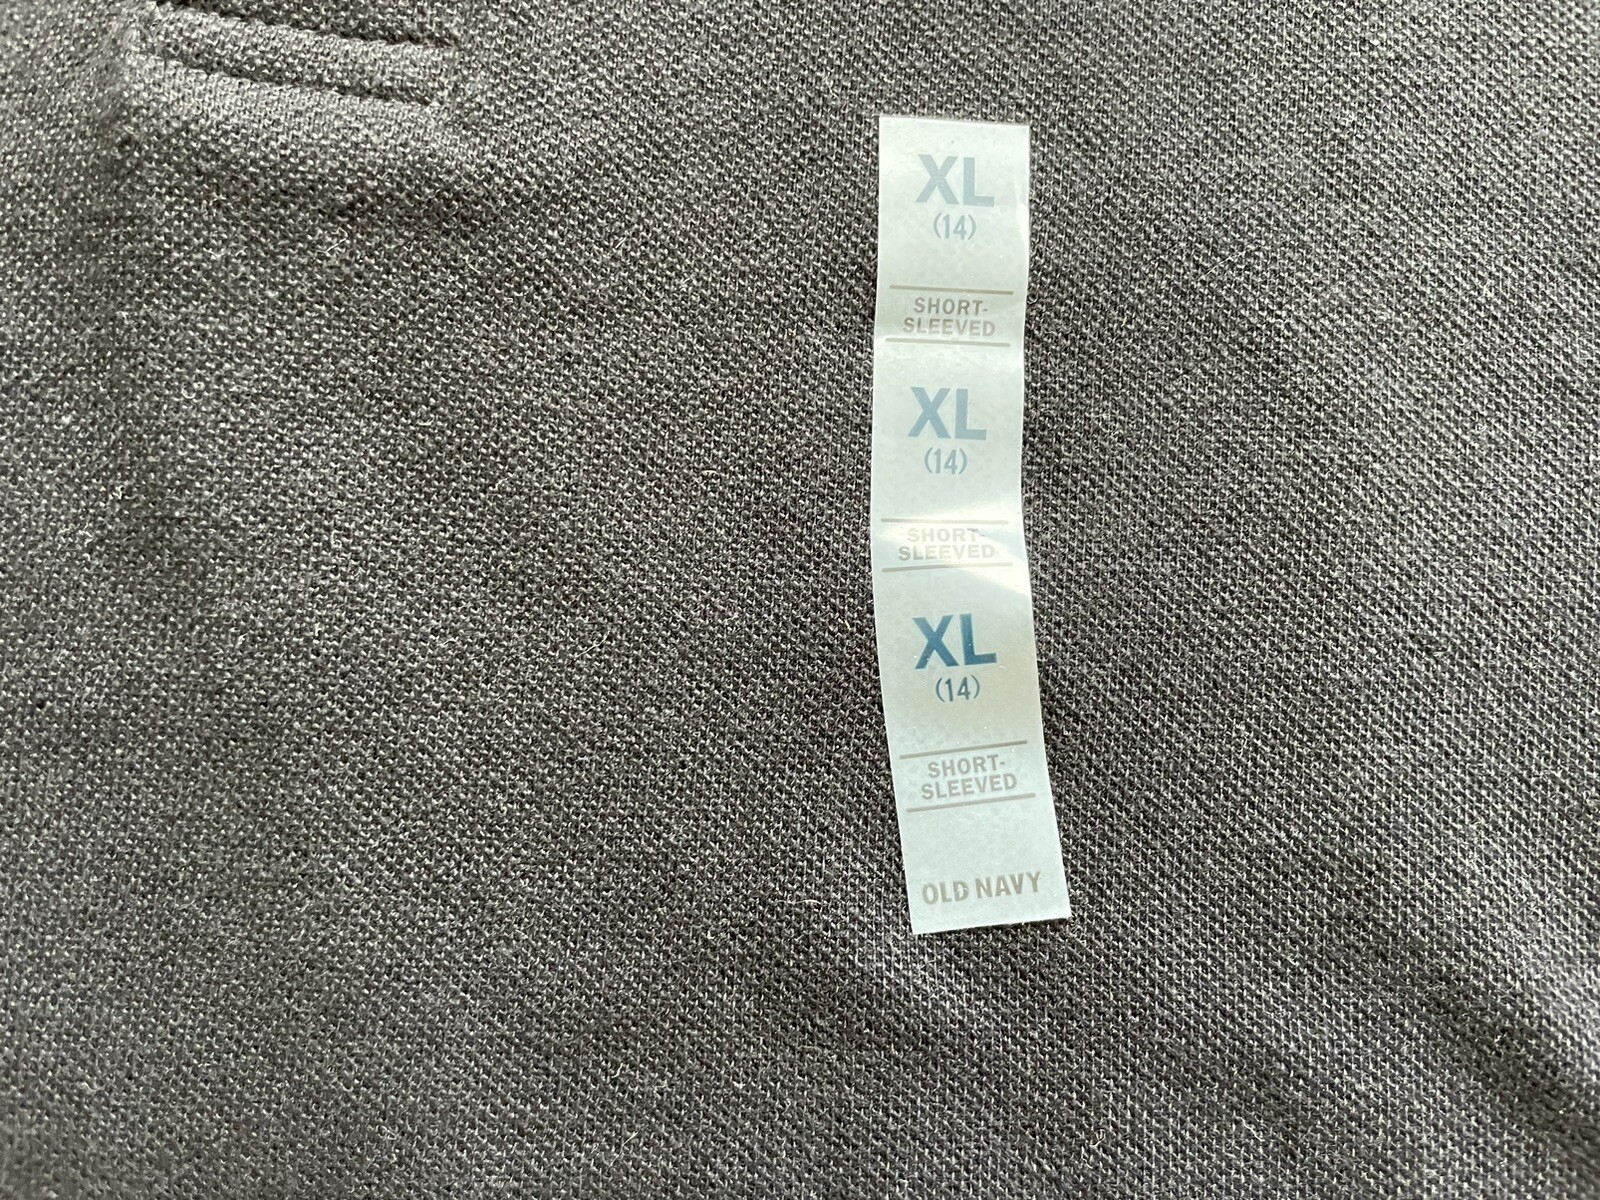 XL
(14)
SHORT-
SLEEVED
XL
(14)
SHORT-
SLEEVED
XL
(14)
SHORT-
SLEEVED
OLD NAVY